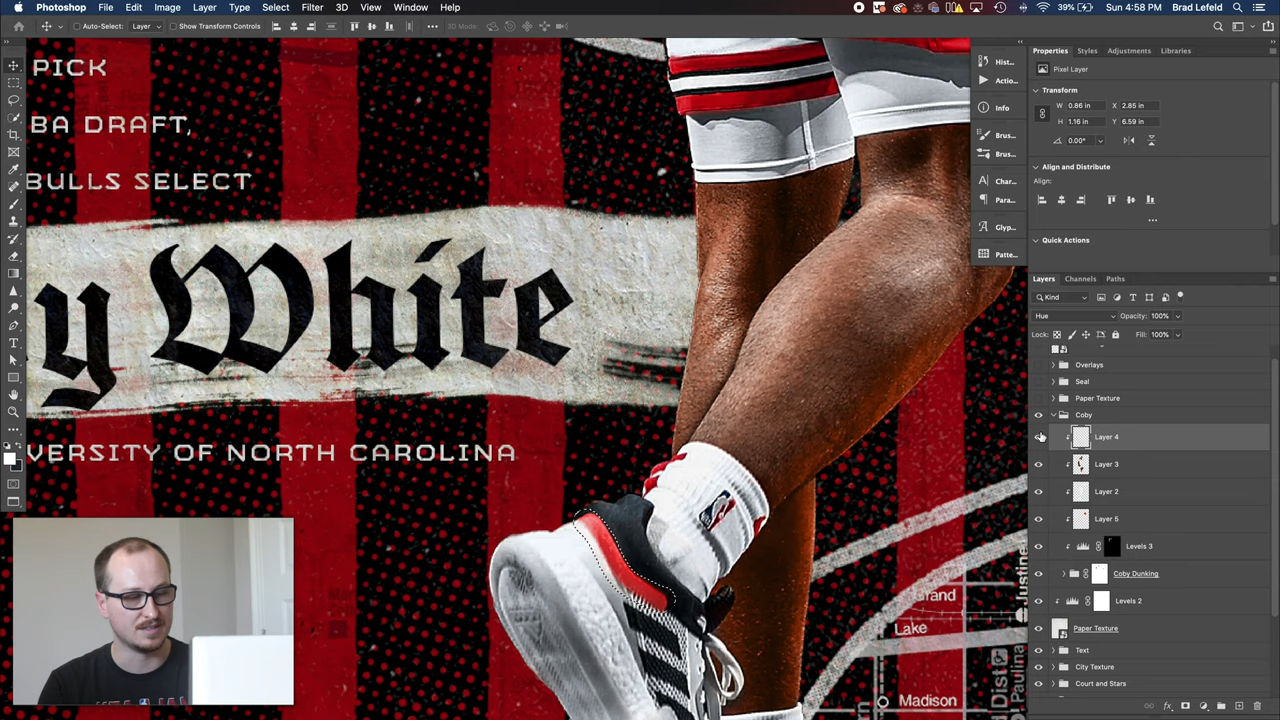 Photoshop File Edit Image Layer Type Select Filter 3D View Window Help
39% Sun 4:58 PM Brad Lefeld
Auto-Select: Layer Show Transform Controls 3D Mode:
PICK
BA DRAFT,
BULLS SELECT
y White
VERSITY OF NORTH CAROLINA
Grand
Lake
Madison
Justine
Dist
Paulina
Hist...
Actio...
Info
Brus...
Brus...
Char...
Para...
Glyp...
Patte...
Properties Styles Adjustments Libraries
Pixel Layer
Transform
W 0.86 in X 2.85 in
H 1.16 in Y 6.59 in
0.00°
Align and Distribute
Align:
Quick Actions
Layers Channels Paths
Kind
Hue Opacity: 100%
Lock: Fill: 100%
Overlays
Seal
Paper Texture
Coby
Layer 4
Layer 3
Layer 2
Layer 5
Levels 3
Coby Dunking
Levels 2
Paper Texture
Text
City Texture
Court and Stars